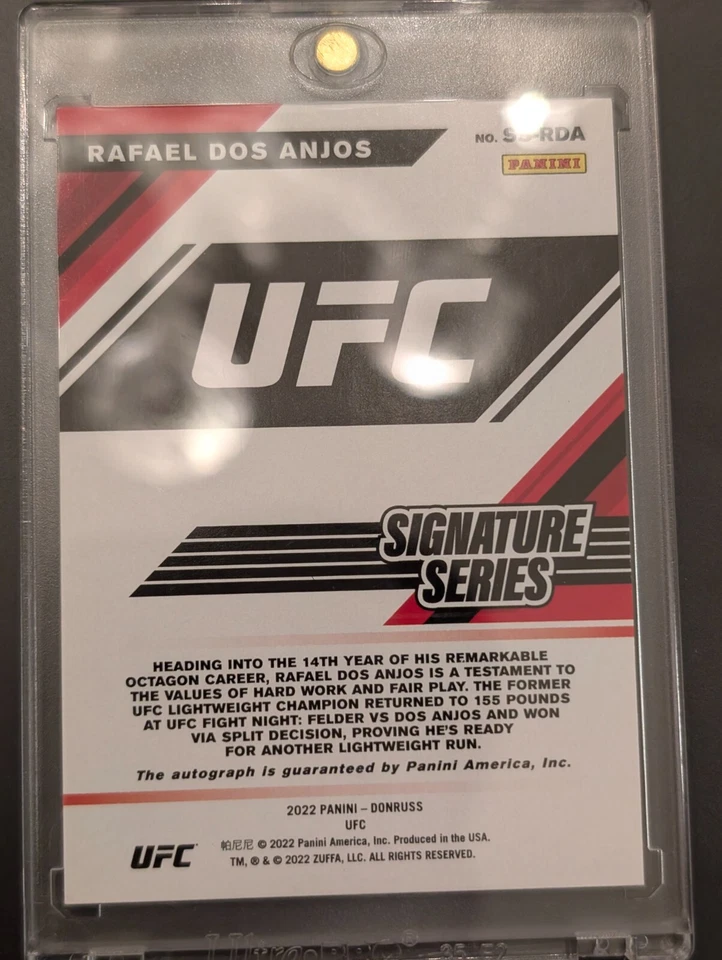 RAFAEL DOS ANJOS
NO. SS-RDA
PANINI
UFC
SIGNATURE
SERIES
HEADING INTO THE 14TH YEAR OF HIS REMARKABLE
OCTAGON CAREER, RAFAEL DOS ANJOS IS A TESTAMENT TO
THE VALUES OF HARD WORK AND FAIR PLAY. THE FORMER
UFC LIGHTWEIGHT CHAMPION RETURNED TO 155 POUNDS
AT UFC FIGHT NIGHT: FELDER VS DOS ANJOS AND WON
VIA SPLIT DECISION, PROVING HE'S READY
FOR ANOTHER LIGHTWEIGHT RUN.
The autograph is guaranteed by Panini America, Inc.
2022 PANINI – DONRUSS
UFC
UFC 帕尼尼 © 2022 Panini America, Inc. Produced in the USA.
TM, ® & © 2022 ZUFFA, LLC. ALL RIGHTS RESERVED.